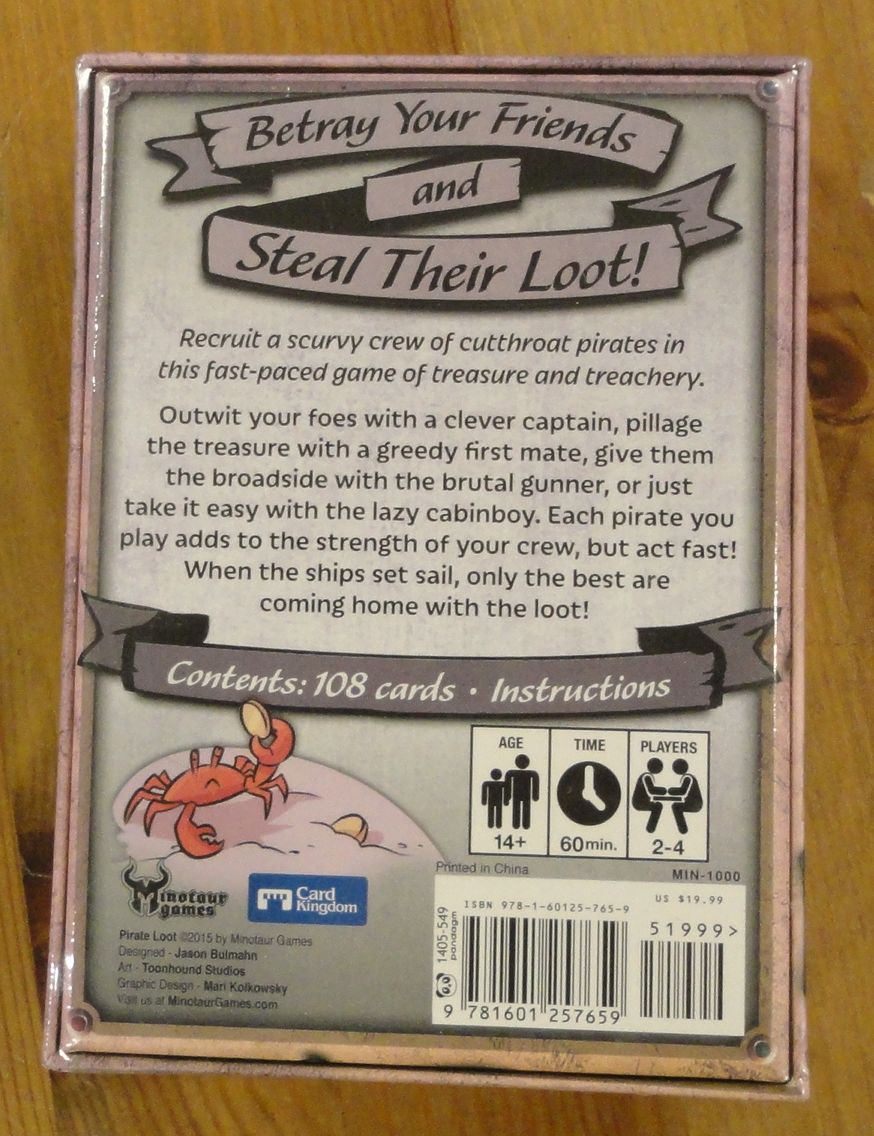 Betray Your Friends
and
Steal Their Loot!
Recruit a scurvy crew of cutthroat pirates in
this fast-paced game of treasure and treachery.
Outwit your foes with a clever captain, pillage
the treasure with a greedy first mate, give them
the broadside with the brutal gunner, or just
take it easy with the lazy cabinboy. Each pirate you
play adds to the strength of your crew, but act fast!
When the ships set sail, only the best are
coming home with the loot!
Contents: 108 cards • Instructions
AGE
14+
TIME
60min.
PLAYERS
2-4
Minotaur
games
Card
Kingdom
Pirate Loot ©2015 by Minotaur Games
Designed - Jason Bulmahn
Art - Toonhound Studios
Graphic Design - Mari Kolkowsky
Visit us at MinotaurGames.com
Printed in China
MIN-1000
1405-549
pandagm
ISBN 978-1-60125-765-9
US $19.99
51999>
9 781601 257659